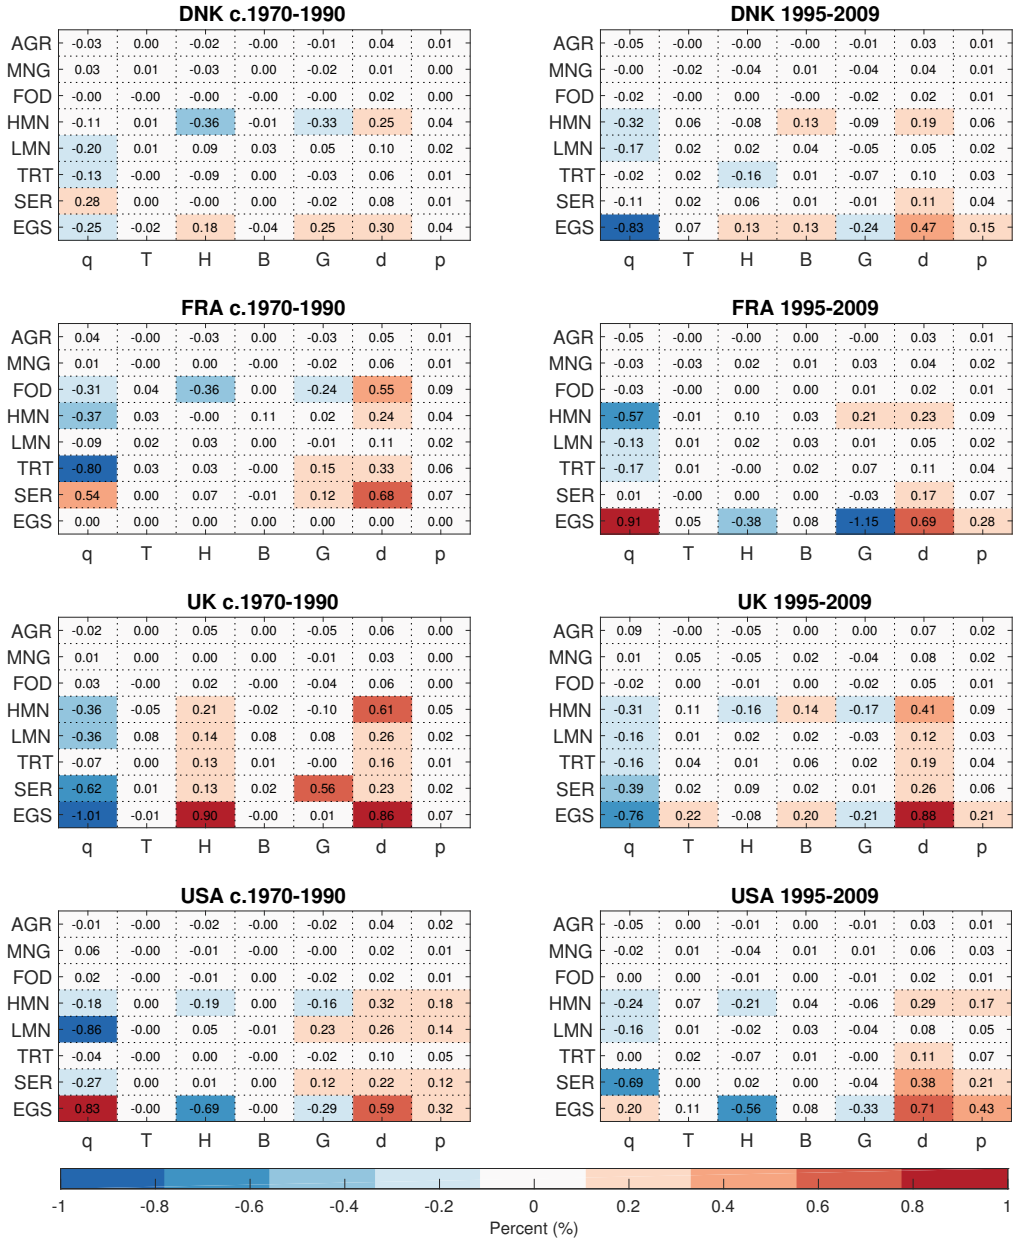 DNK c.1970-1990
AGR -0.03 0.00 -0.02 -0.00 -0.01 0.04 0.01
MNG 0.03 0.01 -0.03 0.00 -0.02 0.01 0.00
FOD -0.00 -0.00 -0.00 -0.00 -0.00 0.02 0.00
HMN -0.11 0.01 -0.36 -0.01 -0.33 0.25 0.04
LMN -0.20 0.01 0.09 0.03 0.05 0.10 0.02
TRT -0.13 -0.00 -0.09 0.00 -0.03 0.06 0.01
SER 0.28 0.00 -0.00 -0.00 -0.02 0.08 0.01
EGS -0.25 -0.02 0.18 -0.04 0.25 0.30 0.04
q T H B G d p
DNK 1995-2009
AGR -0.05 -0.00 -0.00 -0.00 -0.01 0.03 0.01
MNG -0.00 -0.02 -0.04 0.01 -0.04 0.04 0.01
FOD -0.02 -0.00 0.00 -0.00 -0.02 0.02 0.01
HMN -0.32 0.06 -0.08 0.13 -0.09 0.19 0.06
LMN -0.17 0.02 0.02 0.04 -0.05 0.05 0.02
TRT -0.02 0.02 -0.16 0.01 -0.07 0.10 0.03
SER -0.11 0.02 0.06 0.01 -0.01 0.11 0.04
EGS -0.83 0.07 0.13 0.13 -0.24 0.47 0.15
q T H B G d p
FRA c.1970-1990
AGR 0.04 -0.00 -0.03 0.00 -0.03 0.05 0.01
MNG 0.01 -0.00 0.00 -0.00 -0.02 0.06 0.01
FOD -0.31 0.04 -0.36 0.00 -0.24 0.55 0.09
HMN -0.37 0.03 -0.00 0.11 0.02 0.24 0.04
LMN -0.09 0.02 0.03 0.00 -0.01 0.11 0.02
TRT -0.80 0.03 0.03 -0.00 0.15 0.33 0.06
SER 0.54 0.00 0.07 -0.01 0.12 0.68 0.07
EGS 0.00 0.00 0.00 0.00 0.00 0.00 0.00
q T H B G d p
FRA 1995-2009
AGR -0.05 -0.00 -0.00 0.00 -0.00 0.03 0.01
MNG -0.03 -0.03 0.02 0.01 0.03 0.04 0.02
FOD -0.03 -0.00 0.00 0.00 0.01 0.02 0.01
HMN -0.57 -0.01 0.10 0.03 0.21 0.23 0.09
LMN -0.13 0.01 0.02 0.03 0.01 0.05 0.02
TRT -0.17 0.01 -0.00 0.02 0.07 0.11 0.04
SER 0.01 -0.00 0.00 0.00 -0.03 0.17 0.07
EGS 0.91 0.05 -0.38 0.08 -1.15 0.69 0.28
q T H B G d p
UK c.1970-1990
AGR -0.02 0.00 0.05 0.00 -0.05 0.06 0.00
MNG 0.01 0.00 0.00 0.00 -0.01 0.03 0.00
FOD 0.03 -0.00 0.02 -0.00 -0.04 0.06 0.00
HMN -0.36 -0.05 0.21 -0.02 -0.10 0.61 0.05
LMN -0.36 0.08 0.14 0.08 0.08 0.26 0.02
TRT -0.07 0.00 0.13 0.01 -0.00 0.16 0.01
SER -0.62 0.01 0.13 0.02 0.56 0.23 0.02
EGS -1.01 -0.01 0.90 -0.00 0.01 0.86 0.07
q T H B G d p
UK 1995-2009
AGR 0.09 -0.00 -0.05 0.00 -0.00 0.07 0.02
MNG 0.01 0.05 -0.05 0.02 -0.04 0.08 0.02
FOD -0.02 0.00 -0.01 0.00 -0.02 0.05 0.01
HMN -0.31 0.11 -0.16 0.14 -0.17 0.41 0.09
LMN -0.16 0.01 0.02 0.02 -0.03 0.12 0.03
TRT -0.16 0.04 0.01 0.06 0.02 0.19 0.04
SER -0.39 0.02 0.09 0.02 0.01 0.26 0.06
EGS -0.76 0.22 -0.08 0.20 -0.21 0.88 0.21
q T H B G d p
USA c.1970-1990
AGR -0.01 -0.00 -0.02 -0.00 -0.02 0.04 0.02
MNG 0.06 0.00 -0.01 -0.00 -0.00 0.02 0.01
FOD 0.02 -0.00 -0.01 0.00 -0.02 0.02 0.01
HMN -0.18 0.00 -0.19 0.00 -0.16 0.32 0.18
LMN -0.86 -0.00 0.05 -0.01 0.23 0.26 0.14
TRT -0.04 -0.00 0.00 -0.00 -0.02 0.10 0.05
SER -0.27 0.00 0.01 0.00 0.12 0.22 0.12
EGS 0.83 -0.00 -0.69 -0.00 -0.29 0.59 0.32
q T H B G d p
USA 1995-2009
AGR -0.05 0.00 -0.01 0.00 -0.01 0.03 0.01
MNG -0.02 0.01 -0.04 0.01 0.01 0.06 0.03
FOD 0.00 0.00 -0.01 0.00 -0.01 0.02 0.01
HMN -0.24 0.07 -0.21 0.04 -0.06 0.29 0.17
LMN -0.16 0.01 -0.02 0.03 -0.04 0.08 0.05
TRT 0.00 0.02 -0.07 0.01 -0.00 0.11 0.07
SER -0.69 0.00 0.02 0.00 -0.04 0.38 0.21
EGS 0.20 0.11 -0.56 0.08 -0.33 0.71 0.43
q T H B G d p
-1 -0.8 -0.6 -0.4 -0.2 0 0.2 0.4 0.6 0.8 1
Percent (%)